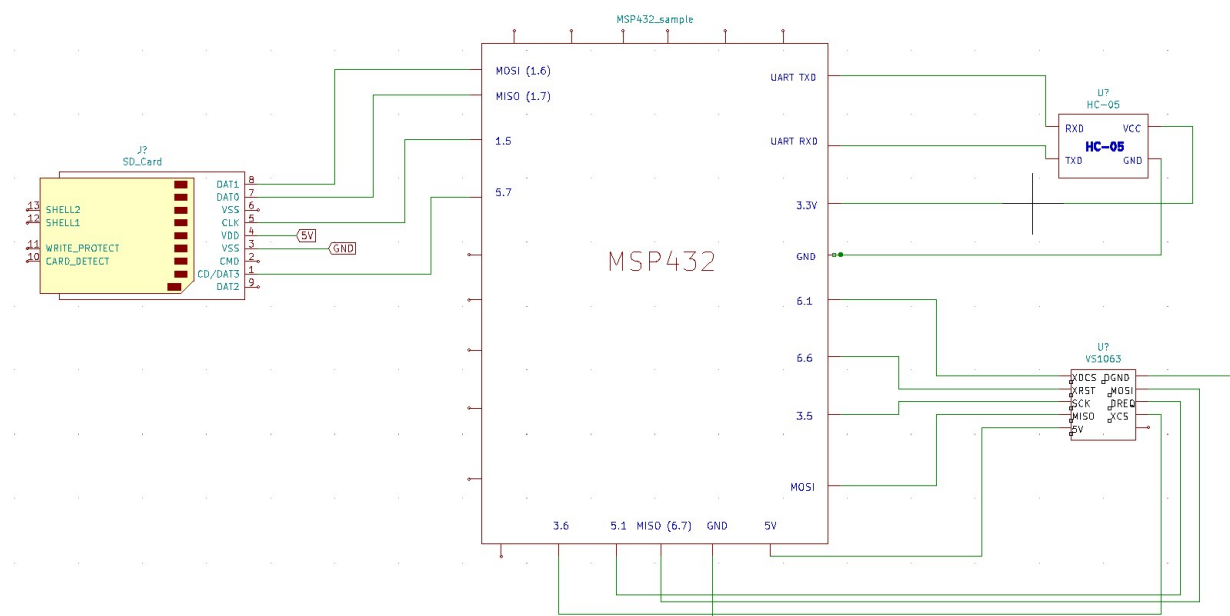 MSP432_sample
MOSI (1.6)
MISO (1.7)
1.5
5.7
MSP432
UART TXD
UART RXD
3.3V
GND
6.1
6.6
3.5
MOSI
3.6
5.1
MISO (6.7)
GND
5V
J?
SD_Card
13 SHELL2
12 SHELL1
11 WRITE_PROTECT
10 CARD_DETECT
DAT1 8
DAT0 7
VSS 6
CLK 5
VDD 4
VSS 3
CMD 2
CD/DAT3 1
DAT2 9
5V
GND
U?
HC-05
RXD VCC
HC-05
TXD GND
U?
VS1063
XDCS DGND
XRST MOSI
SCK DREQ
MISO XCS
5V